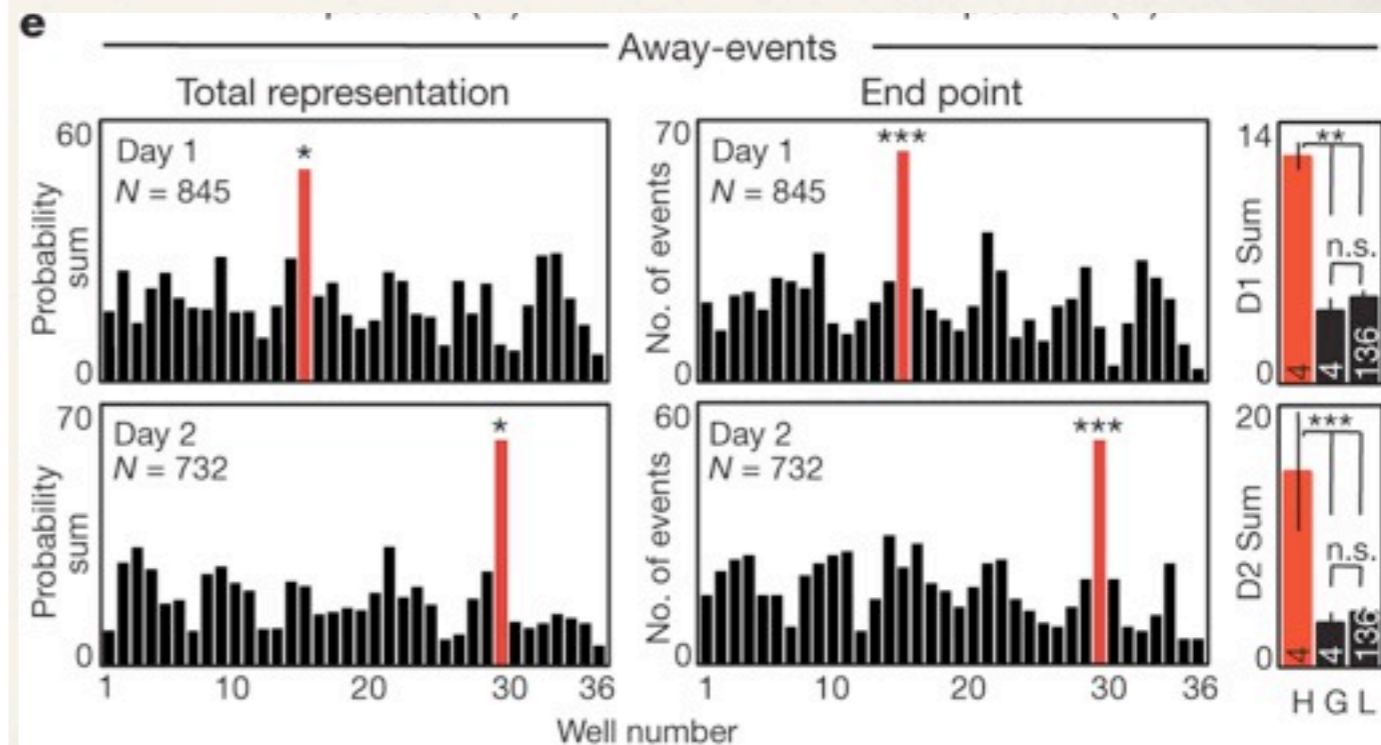 e
Away-events
Total representation
End point
60
Probability sum
0
Day 1
N = 845
*
70
No. of events
0
Day 1
N = 845
***
14
D1 Sum
0
**
n.s.
4
4
136
70
Probability sum
0
Day 2
N = 732
*
1 10 20 30 36
60
No. of events
0
Day 2
N = 732
***
1 10 20 30 36
20
D2 Sum
0
***
n.s.
4
4
136
H G L
Well number